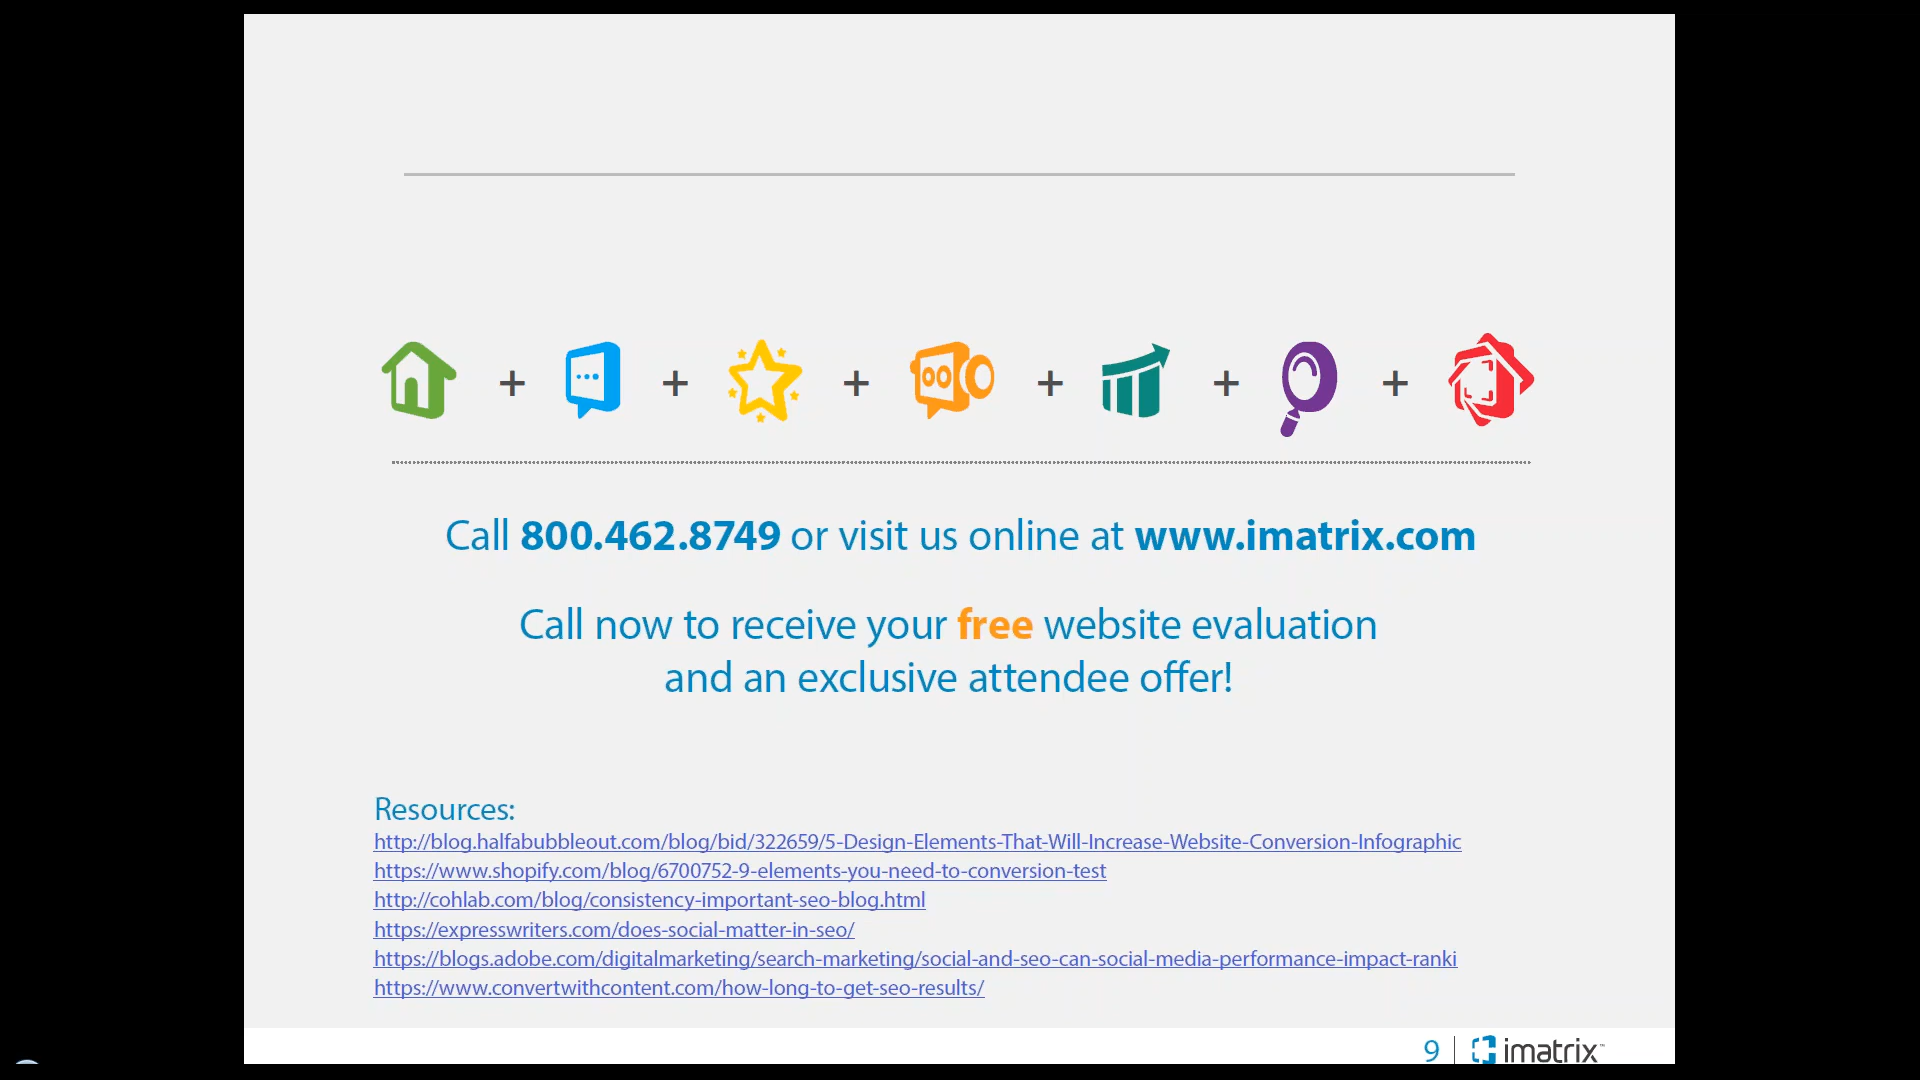 + + + + + +
Call 800.462.8749 or visit us online at www.imatrix.com
Call now to receive your free website evaluation
and an exclusive attendee offer!
Resources:
http://blog.halfabubbleout.com/blog/bid/322659/5-Design-Elements-That-Will-Increase-Website-Conversion-Infographic
https://www.shopify.com/blog/6700752-9-elements-you-need-to-conversion-test
http://cohlab.com/blog/consistency-important-seo-blog.html
https://expresswriters.com/does-social-matter-in-seo/
https://blogs.adobe.com/digitalmarketing/search-marketing/social-and-seo-can-social-media-performance-impact-ranki
https://www.convertwithcontent.com/how-long-to-get-seo-results/
9 | imatrix™